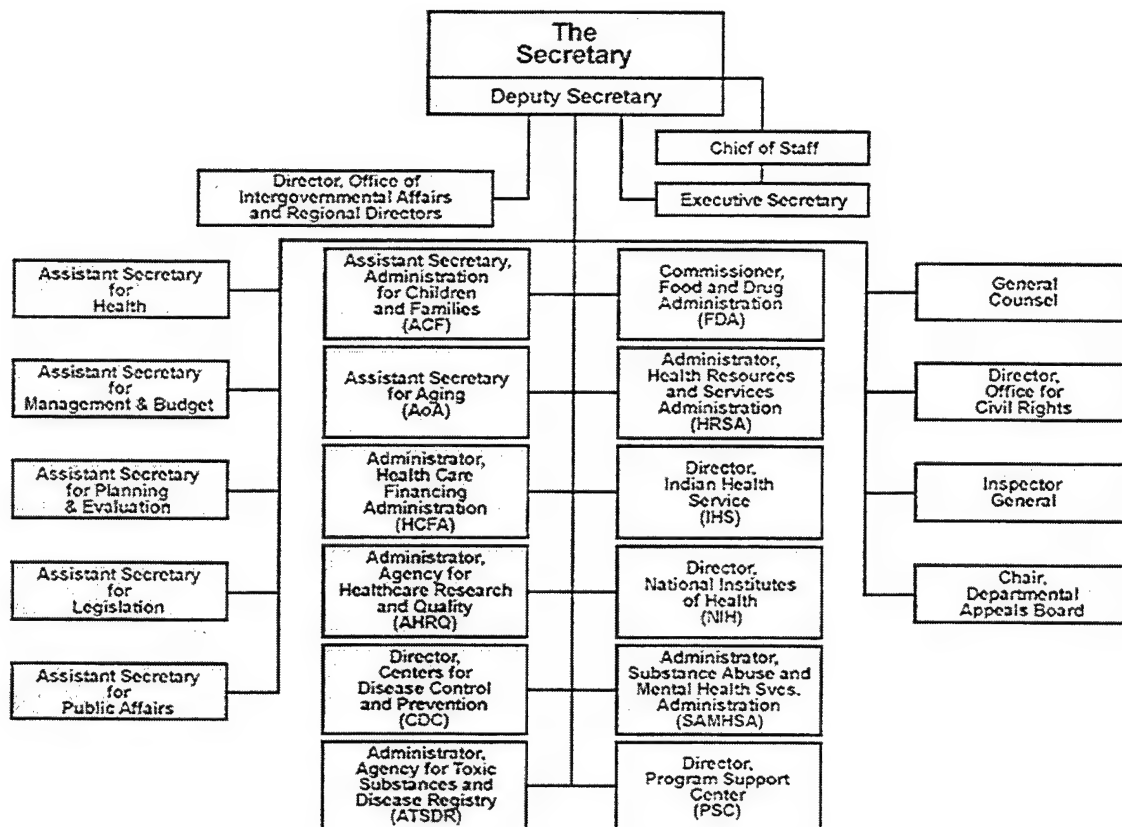 The
Secretary
Deputy Secretary
Chief of Staff
Executive Secretary
Director, Office of
Intergovernmental Affairs
and Regional Directors
Assistant Secretary
for
Health
Assistant Secretary
for
Management & Budget
Assistant Secretary
for Planning
& Evaluation
Assistant Secretary
for
Legislation
Assistant Secretary
for
Public Affairs
Assistant Secretary,
Administration
for Children
and Families
(ACF)
Assistant Secretary
for Aging
(AoA)
Administrator,
Health Care
Financing
Administration
(HCFA)
Administrator,
Agency for
Healthcare Research
and Quality
(AHRQ)
Director,
Centers for
Disease Control
and Prevention
(CDC)
Administrator,
Agency for Toxic
Substances and
Disease Registry
(ATSDR)
Commissioner,
Food and Drug
Administration
(FDA)
Administrator,
Health Resources
and Services
Administration
(HRSA)
Director,
Indian Health
Service
(IHS)
Director,
National Institutes
of Health
(NIH)
Administrator,
Substance Abuse and
Mental Health Svcs.
Administration
(SAMHSA)
Director,
Program Support
Center
(PSC)
General
Counsel
Director,
Office for
Civil Rights
Inspector
General
Chair,
Departmental
Appeals Board